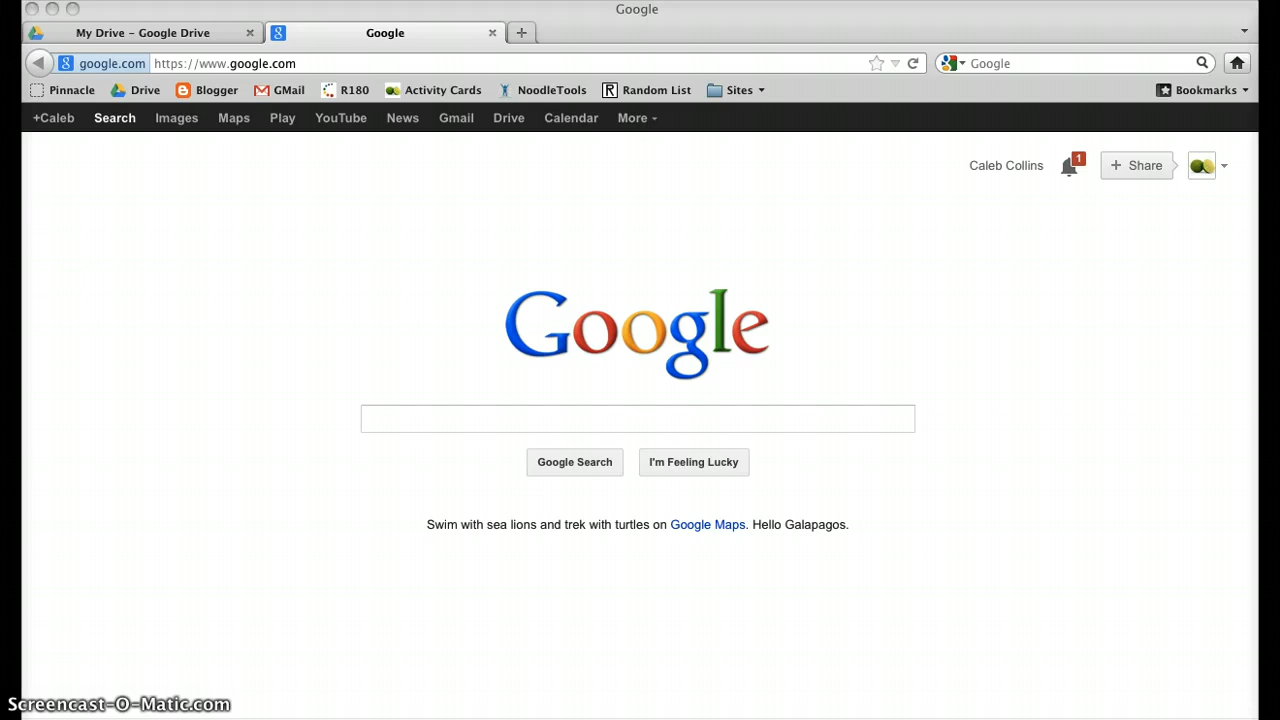 Google
My Drive – Google Drive
Google
google.com https://www.google.com
Google
Pinnacle Drive Blogger GMail R180 Activity Cards NoodleTools Random List Sites Bookmarks
+Caleb Search Images Maps Play YouTube News Gmail Drive Calendar More
Caleb Collins 1 + Share
Google
Google Search I'm Feeling Lucky
Swim with sea lions and trek with turtles on Google Maps. Hello Galapagos.
Screencast-O-Matic.com